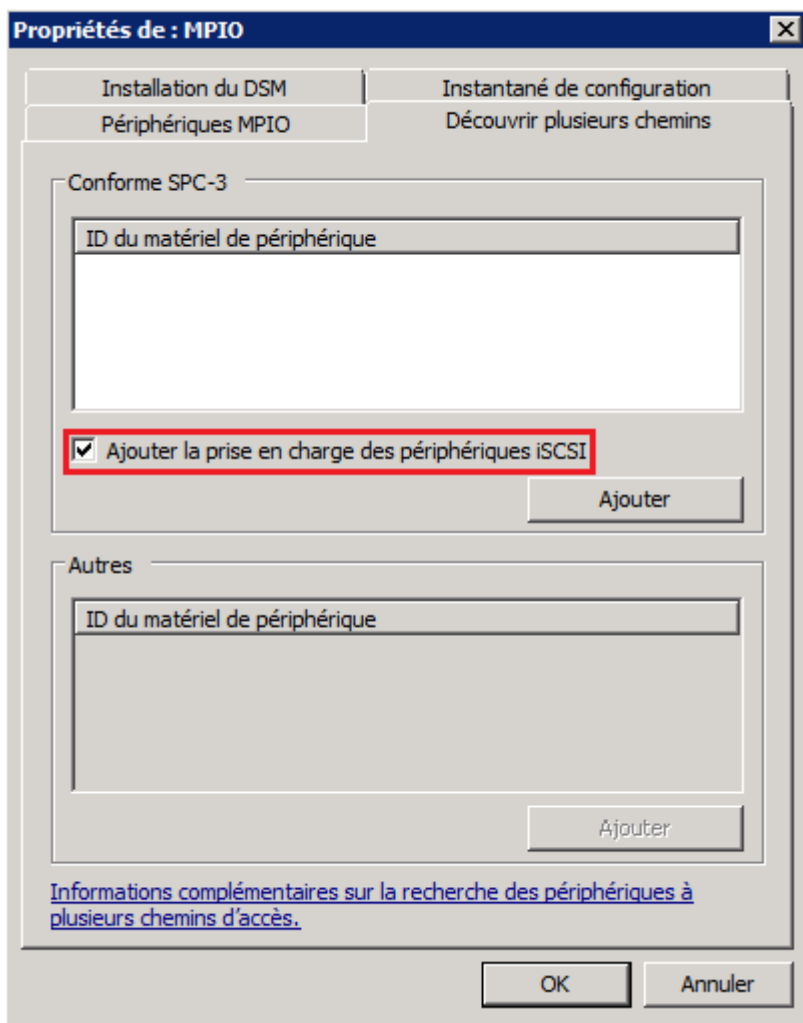 Propriétés de : MPIO
Installation du DSM
Instantané de configuration
Périphériques MPIO
Découvrir plusieurs chemins
Conforme SPC-3
ID du matériel de périphérique
Ajouter la prise en charge des périphériques iSCSI
Ajouter
Autres
ID du matériel de périphérique
Ajouter
Informations complémentaires sur la recherche des périphériques à
plusieurs chemins d'accès.
OK
Annuler